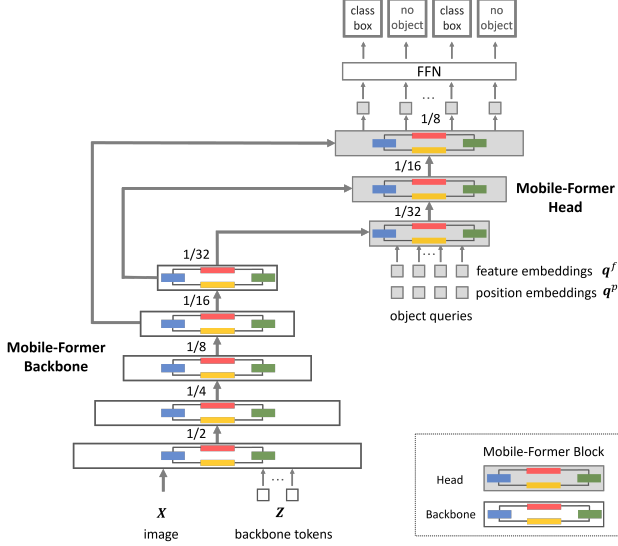 class
box
no
object
class
box
no
object
FFN
...
1/8
1/16
Mobile-Former
Head
1/32
...
1/32
feature embeddings q^f
position embeddings q^p
object queries
1/16
Mobile-Former
Backbone
1/8
1/4
1/2
...
X
Z
image
backbone tokens
Mobile-Former Block
Head
Backbone